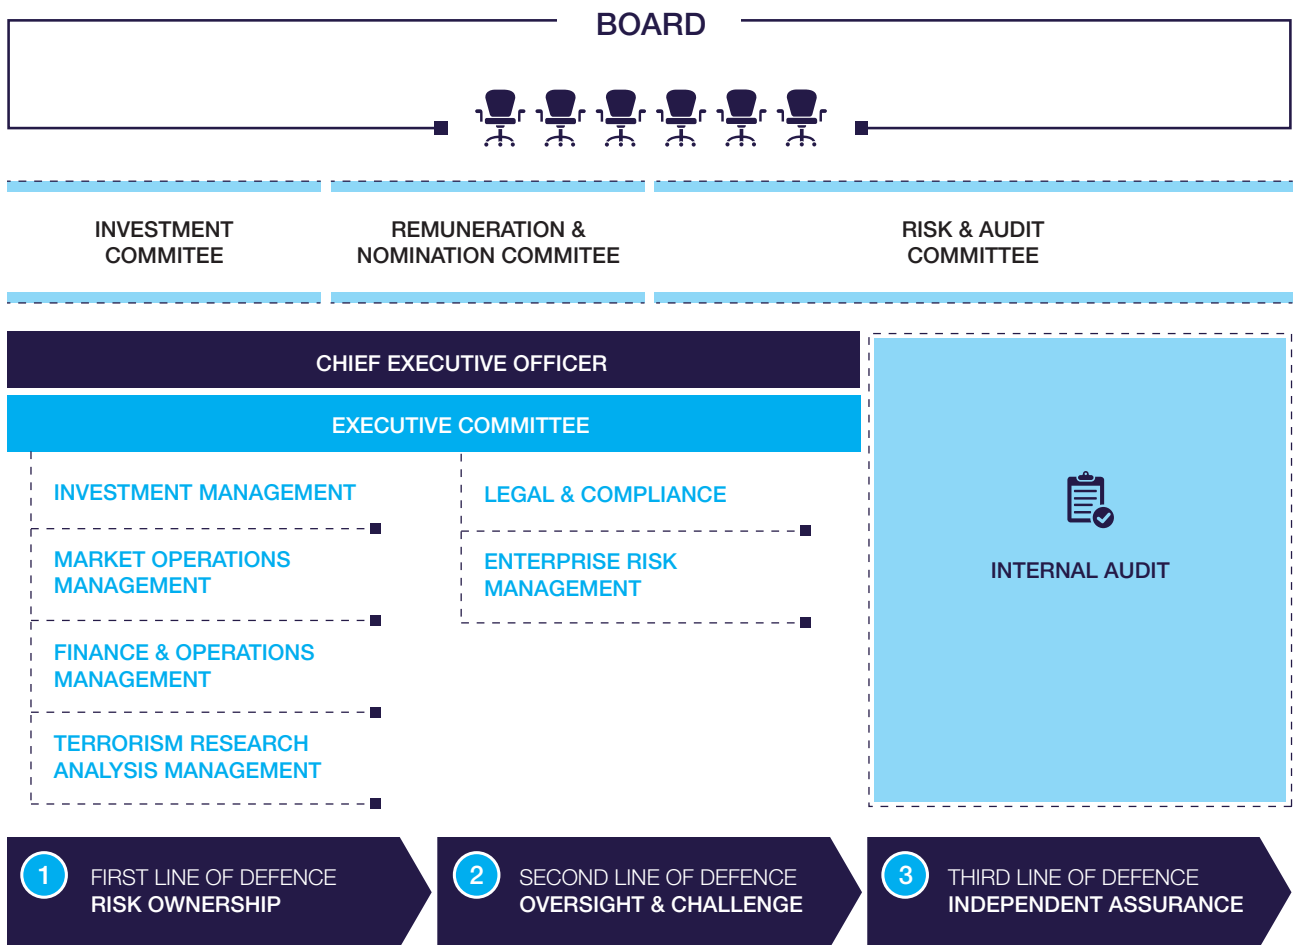 BOARD
INVESTMENT
COMMITEE
REMUNERATION &
NOMINATION COMMITEE
RISK & AUDIT
COMMITTEE
CHIEF EXECUTIVE OFFICER
EXECUTIVE COMMITTEE
INVESTMENT MANAGEMENT
MARKET OPERATIONS
MANAGEMENT
FINANCE & OPERATIONS
MANAGEMENT
TERRORISM RESEARCH
ANALYSIS MANAGEMENT
LEGAL & COMPLIANCE
ENTERPRISE RISK
MANAGEMENT
INTERNAL AUDIT
1
FIRST LINE OF DEFENCE
RISK OWNERSHIP
2
SECOND LINE OF DEFENCE
OVERSIGHT & CHALLENGE
3
THIRD LINE OF DEFENCE
INDEPENDENT ASSURANCE